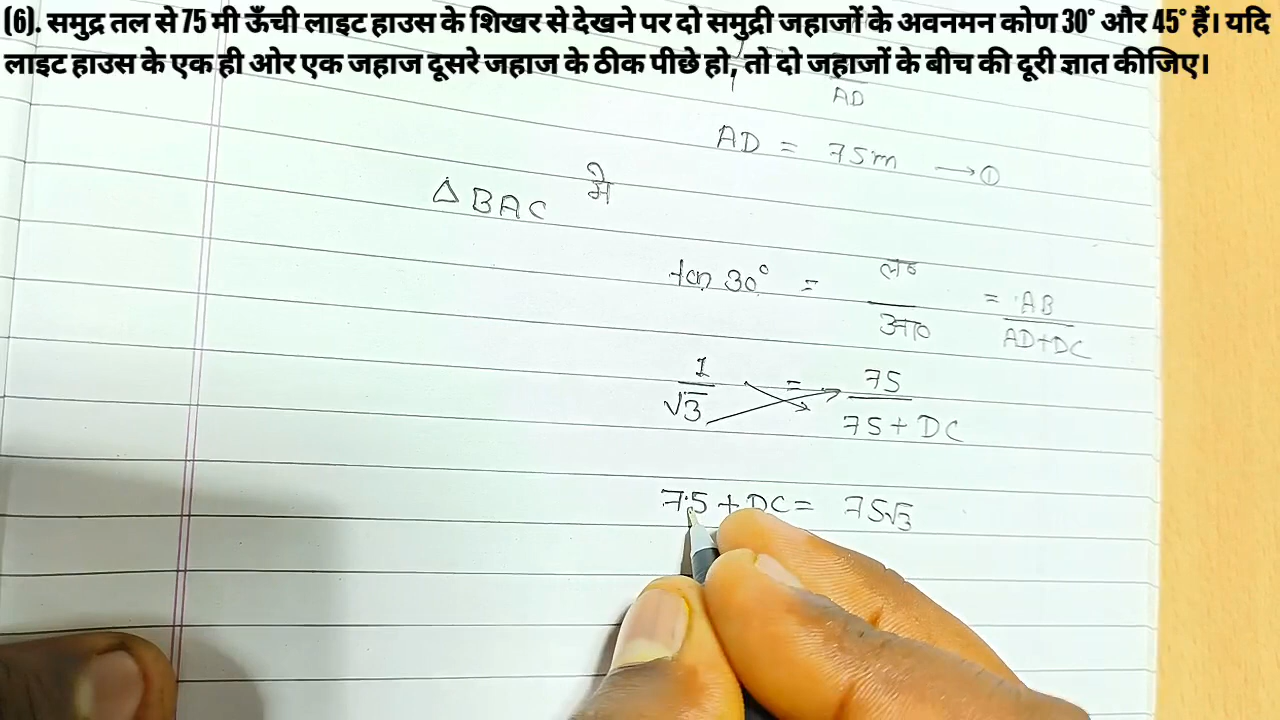 (6). समुद्र तल से 75 मी ऊँची लाइट हाउस के शिखर से देखने पर दो समुद्री जहाजों के अवनमन कोण 30° और 45° हैं। यदि
लाइट हाउस के एक ही ओर एक जहाज दूसरे जहाज के ठीक पीछे हो, तो दो जहाजों के बीच की दूरी ज्ञात कीजिए।
AD
AD = 75m → ①
△ BAC में
tan 30° = ल० / आ० = AB / AD+DC
1 / √3 = 75 / 75 + DC
75 + DC = 75√3